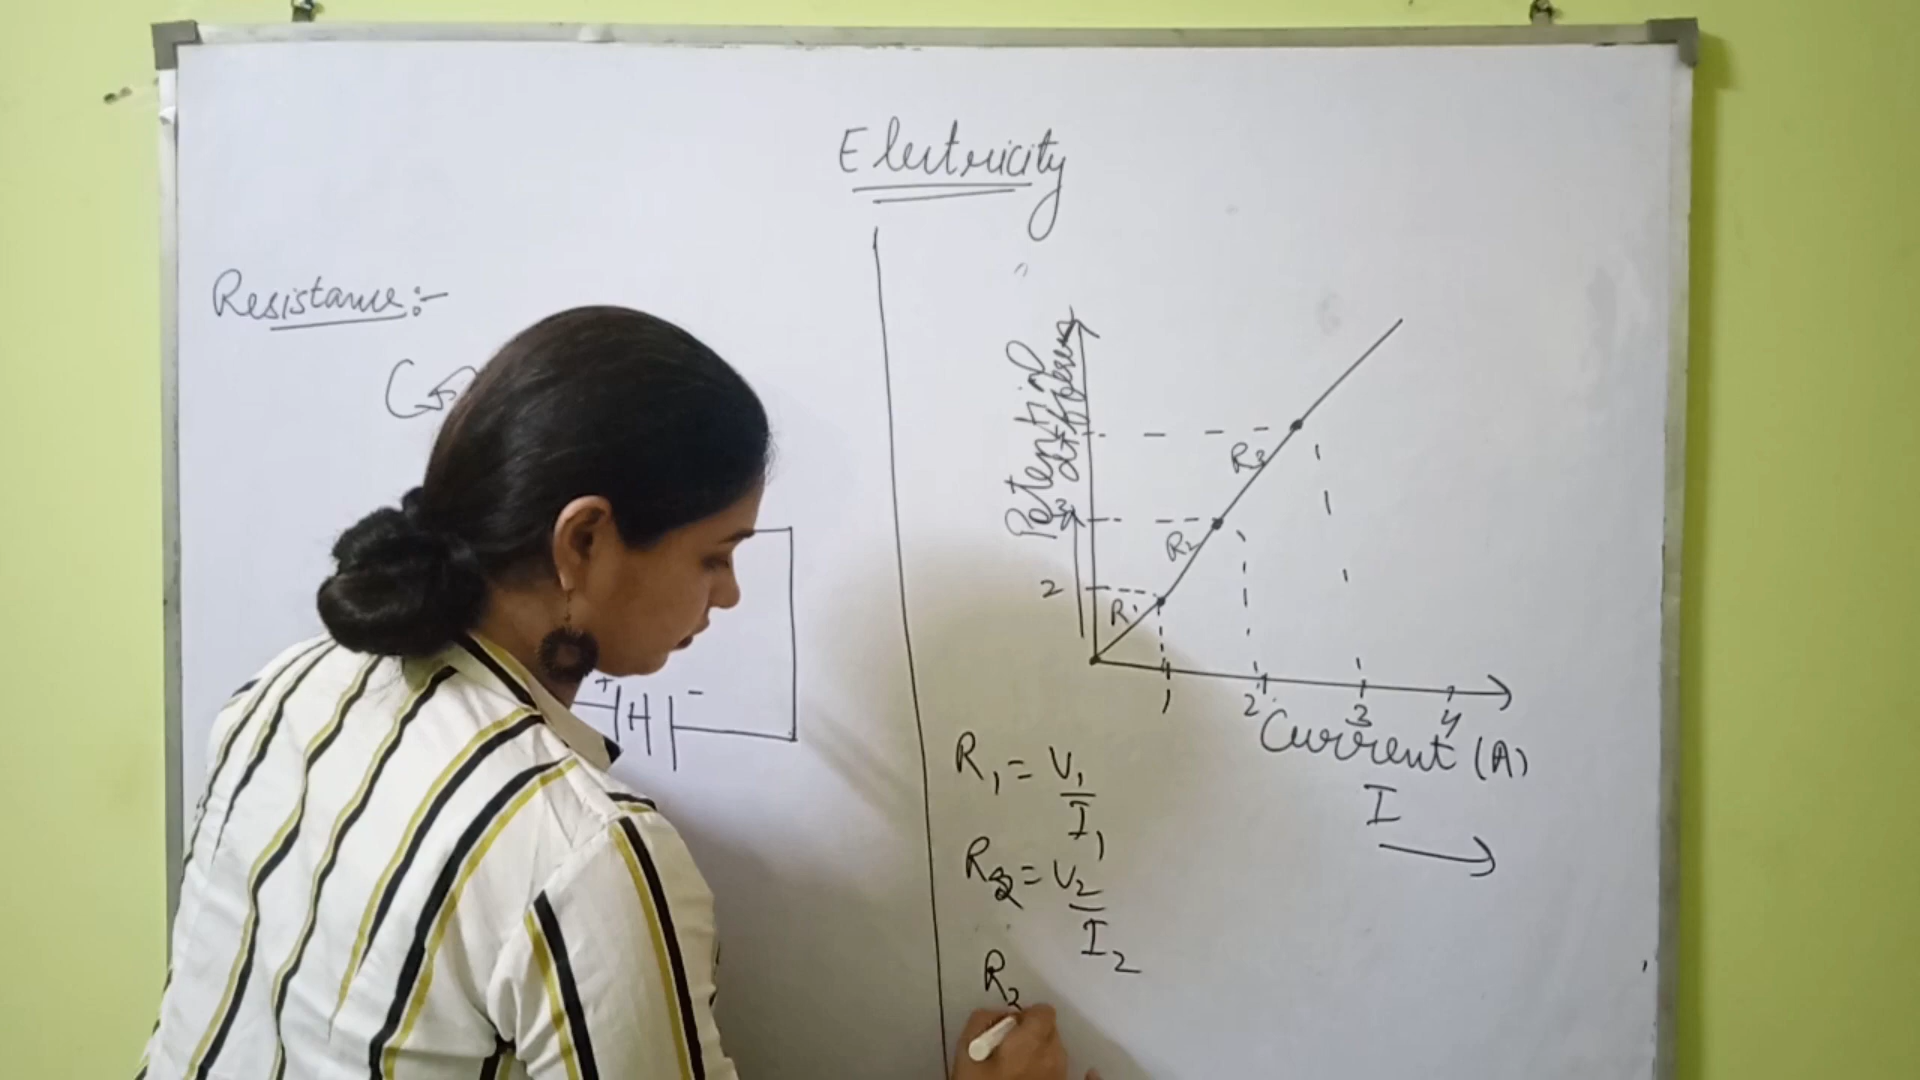 Electricity
Resistance:-
+
-
Potential
difference
3
2
R3
R2
R1
1
2
3
4
Current (A)
I
R1 = V1
I1
R2 = V2
I2
R3